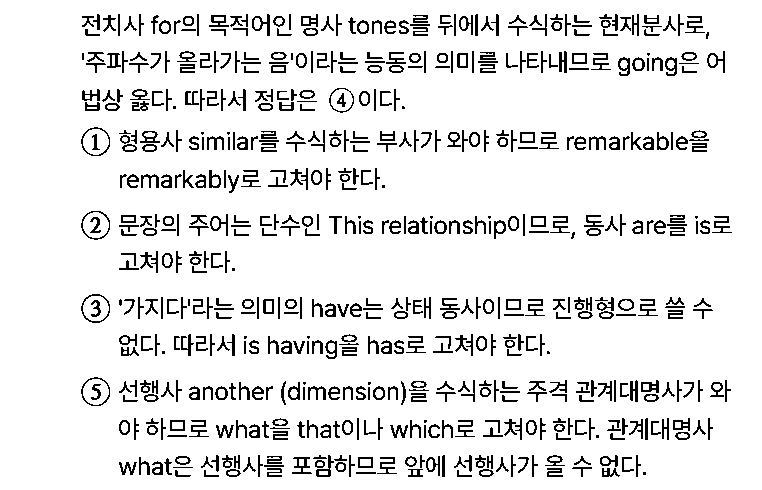 전치사 for의 목적어인 명사 tones를 뒤에서 수식하는 현재분사로,
'주파수가 올라가는 음'이라는 능동의 의미를 나타내므로 going은 어
법상 옳다. 따라서 정답은 ④이다.
① 형용사 similar를 수식하는 부사가 와야 하므로 remarkable을
remarkably로 고쳐야 한다.
② 문장의 주어는 단수인 This relationship이므로, 동사 are를 is로
고쳐야 한다.
③ '가지다'라는 의미의 have는 상태 동사이므로 진행형으로 쓸 수
없다. 따라서 is having을 has로 고쳐야 한다.
⑤ 선행사 another (dimension)을 수식하는 주격 관계대명사가 와
야 하므로 what을 that이나 which로 고쳐야 한다. 관계대명사
what은 선행사를 포함하므로 앞에 선행사가 올 수 없다.